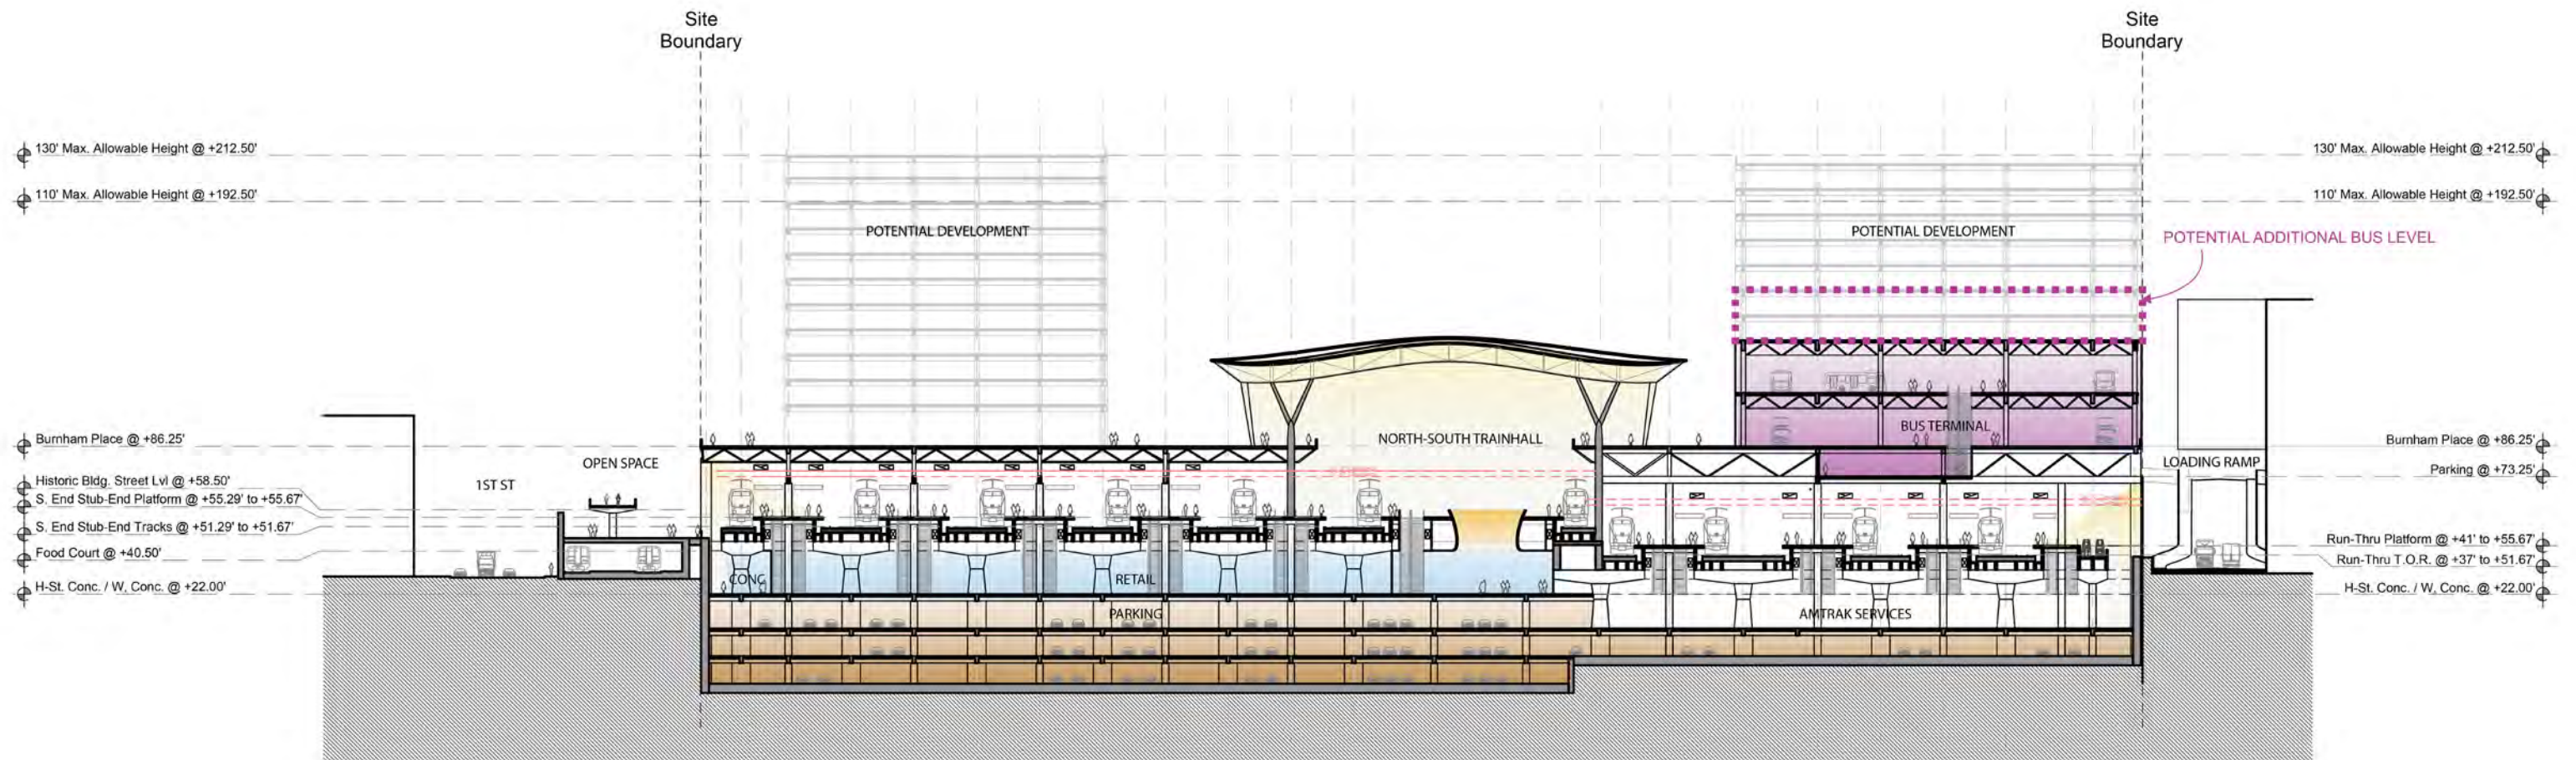 Site
Boundary
Site
Boundary
130' Max. Allowable Height @ +212.50'
130' Max. Allowable Height @ +212.50'
110' Max. Allowable Height @ +192.50'
110' Max. Allowable Height @ +192.50'
POTENTIAL DEVELOPMENT
POTENTIAL DEVELOPMENT
POTENTIAL ADDITIONAL BUS LEVEL
Burnham Place @ +86.25'
NORTH-SOUTH TRAINHALL
BUS TERMINAL
Burnham Place @ +86.25'
OPEN SPACE
LOADING RAMP
Parking @ +73.25'
Historic Bldg. Street Lvl @ +58.50'
1ST ST
S. End Stub-End Platform @ +55.29' to +55.67'
S. End Stub-End Tracks @ +51.29' to +51.67'
Run-Thru Platform @ +41' to +55.67'
Food Court @ +40.50'
Run-Thru T.O.R. @ +37' to +51.67'
CONC
RETAIL
H-St. Conc. / W, Conc. @ +22.00'
H-St. Conc. / W, Conc. @ +22.00'
PARKING
AMTRAK SERVICES